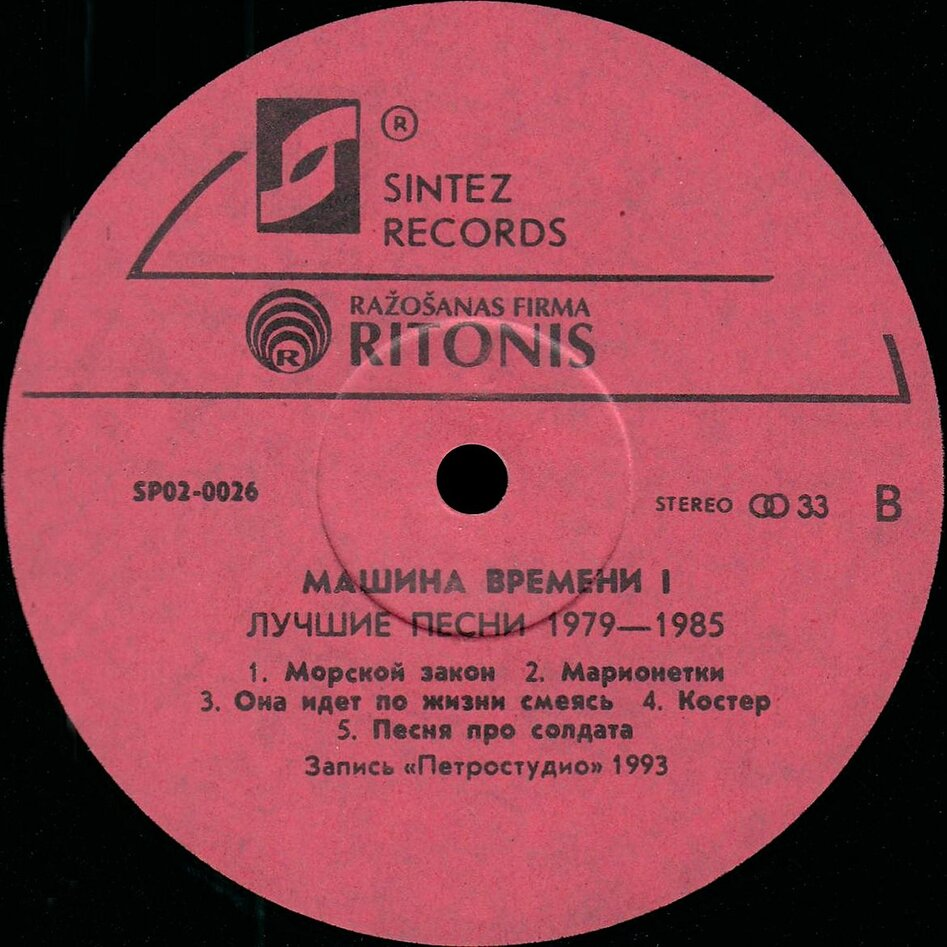 ®
SINTEZ
RECORDS
RAŽOŠANAS FIRMA
RITONIS
R
SP02-0026
STEREO 33 B
МАШИНА ВРЕМЕНИ I
ЛУЧШИЕ ПЕСНИ 1979—1985
1. Морской закон 2. Марионетки
3. Она идет по жизни смеясь 4. Костер
5. Песня про солдата
Запись «Петростудио» 1993